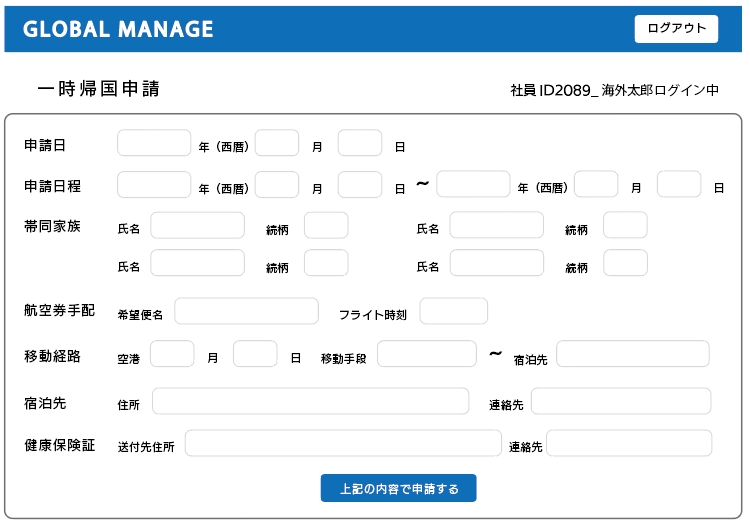 GLOBAL MANAGE ログアウト
一時帰国申請 社員ID2089_海外太郎ログイン中
申請日 年（西暦） 月 日
申請日程 年（西暦） 月 日 ~ 年（西暦） 月 日
帯同家族 氏名 続柄 氏名 続柄
氏名 続柄 氏名 続柄
航空券手配 希望便名 フライト時刻
移動経路 空港 月 日 移動手段 ~ 宿泊先
宿泊先 住所 連絡先
健康保険証 送付先住所 連絡先
上記の内容で申請する